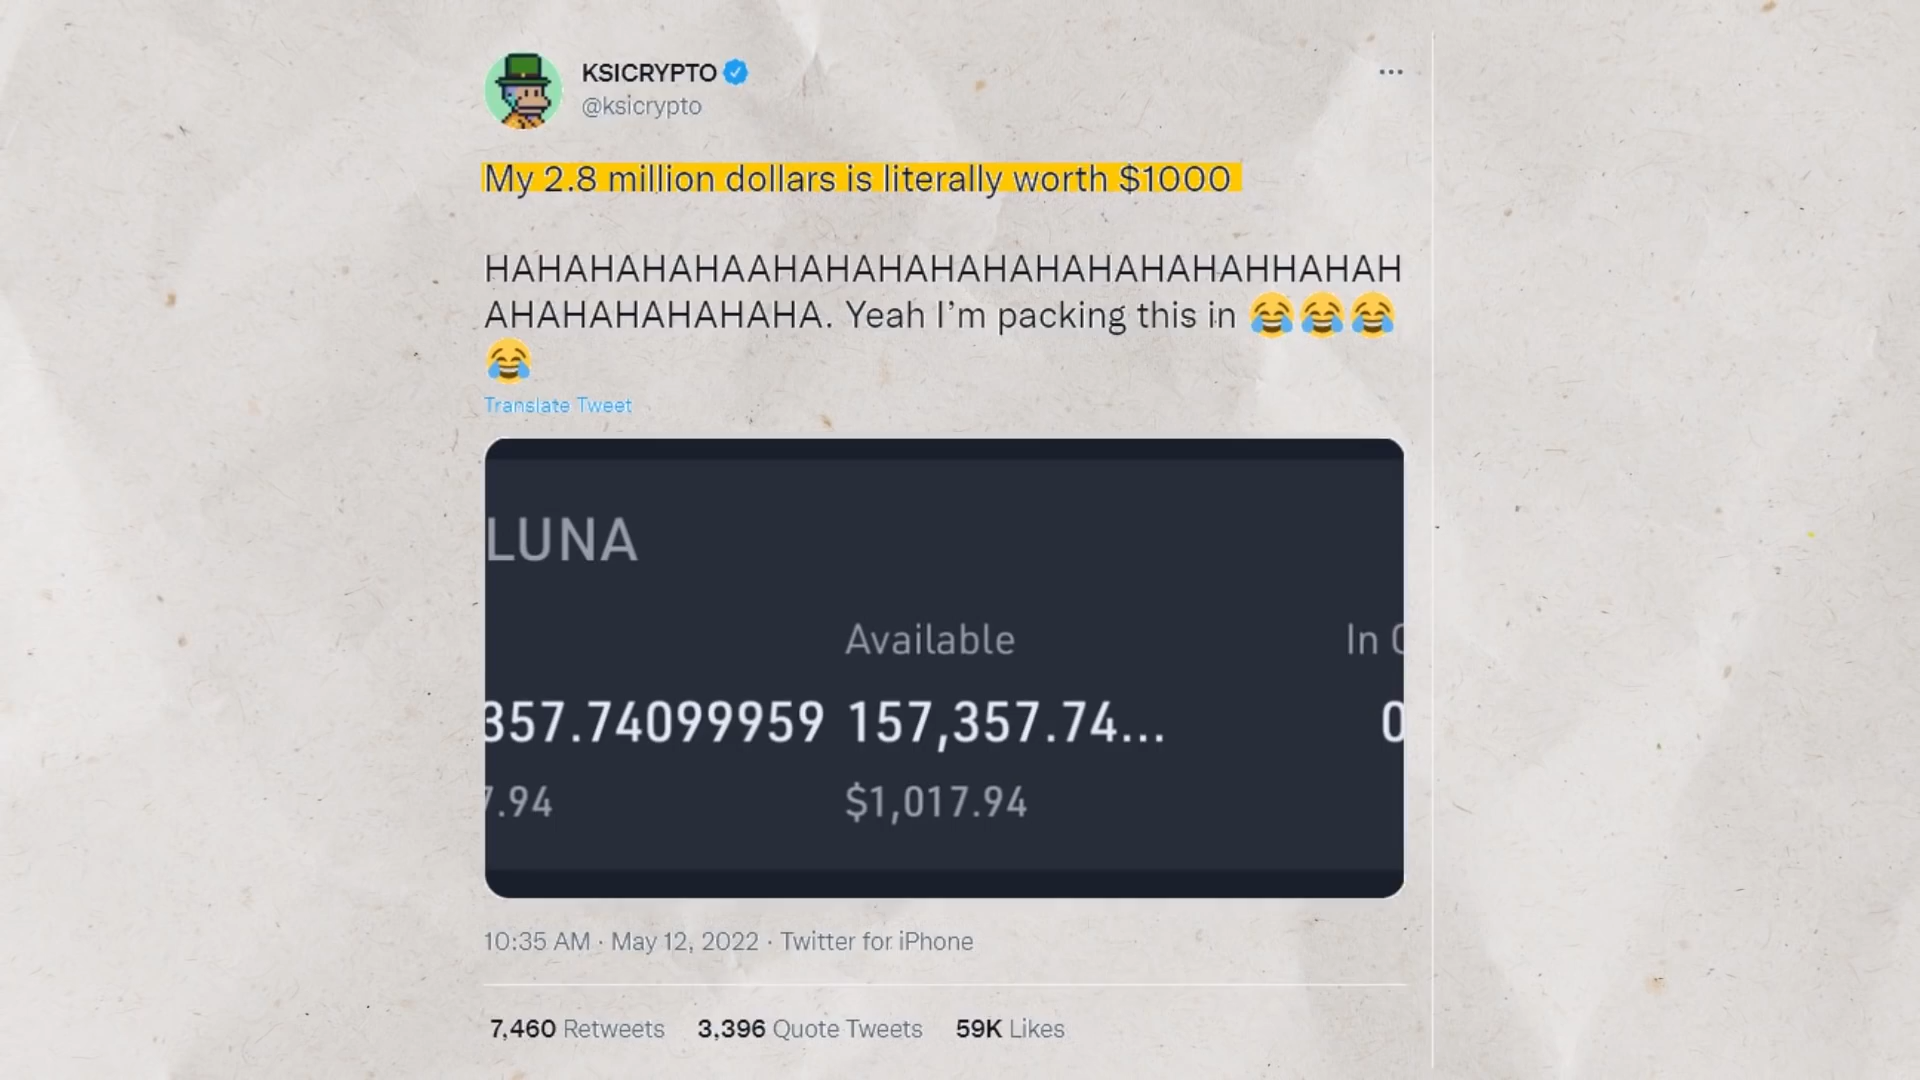 KSICRYPTO
@ksicrypto
My 2.8 million dollars is literally worth $1000
HAHAHAHAHAAHAHAHAHAHAHAHAHAHAHHAHAH
AHAHAHAHAHAHA. Yeah I’m packing this in 😂😂😂
😂
Translate Tweet
LUNA
Available In
357.74099959 157,357.74... 0
7.94 $1,017.94
10:35 AM · May 12, 2022 · Twitter for iPhone
7,460 Retweets 3,396 Quote Tweets 59K Likes